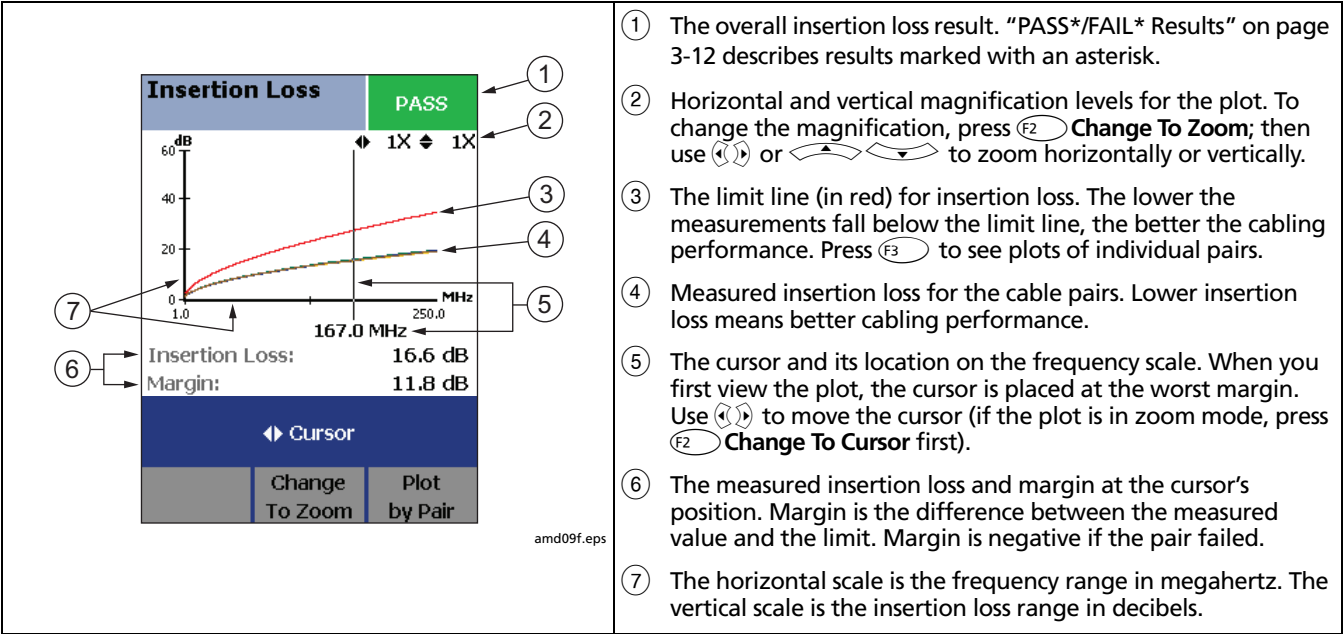 Insertion Loss
PASS
dB
1X 1X
60
40
20
0
MHz
1.0
250.0
167.0 MHz
Insertion Loss: 16.6 dB
Margin: 11.8 dB
Cursor
Change
To Zoom
Plot
by Pair
1
2
3
4
5
6
7
amd09f.eps
1 The overall insertion loss result. “PASS*/FAIL* Results” on page
3-12 describes results marked with an asterisk.
2 Horizontal and vertical magnification levels for the plot. To
change the magnification, press F2 Change To Zoom; then
use or to zoom horizontally or vertically.
3 The limit line (in red) for insertion loss. The lower the
measurements fall below the limit line, the better the cabling
performance. Press F3 to see plots of individual pairs.
4 Measured insertion loss for the cable pairs. Lower insertion
loss means better cabling performance.
5 The cursor and its location on the frequency scale. When you
first view the plot, the cursor is placed at the worst margin.
Use to move the cursor (if the plot is in zoom mode, press
F2 Change To Cursor first).
6 The measured insertion loss and margin at the cursor’s
position. Margin is the difference between the measured
value and the limit. Margin is negative if the pair failed.
7 The horizontal scale is the frequency range in megahertz. The
vertical scale is the insertion loss range in decibels.